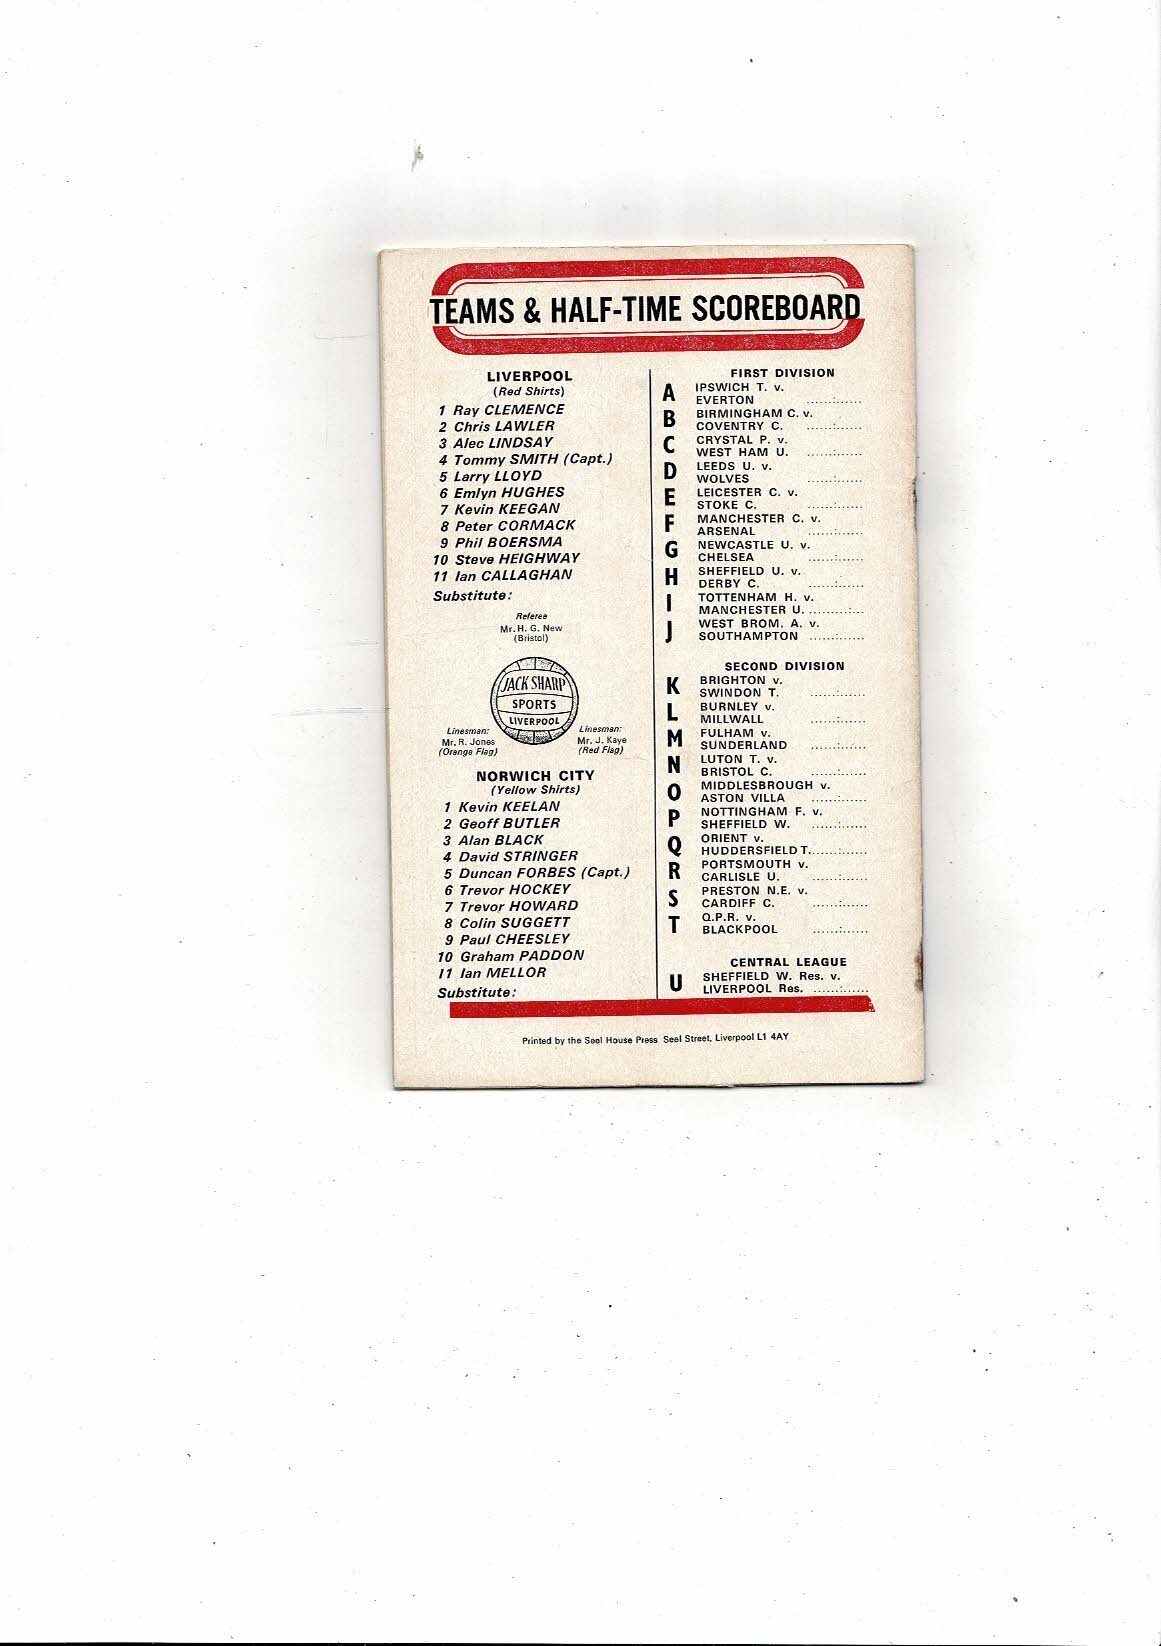 TEAMS & HALF-TIME SCOREBOARD
LIVERPOOL
(Red Shirts)
1 Ray CLEMENCE
2 Chris LAWLER
3 Alec LINDSAY
4 Tommy SMITH (Capt.)
5 Larry LLOYD
6 Emlyn HUGHES
7 Kevin KEEGAN
8 Peter CORMACK
9 Phil BOERSMA
10 Steve HEIGHWAY
11 Ian CALLAGHAN
Substitute:
Referee
Mr. H. G. New
(Bristol)
JACK SHARP
SPORTS
LIVERPOOL
Linesman:
Mr. R. Jones
(Orange Flag)
Linesman:
Mr. J. Kaye
(Red Flag)
NORWICH CITY
(Yellow Shirts)
1 Kevin KEELAN
2 Geoff BUTLER
3 Alan BLACK
4 David STRINGER
5 Duncan FORBES (Capt.)
6 Trevor HOCKEY
7 Trevor HOWARD
8 Colin SUGGETT
9 Paul CHEESLEY
10 Graham PADDON
11 Ian MELLOR
Substitute:
FIRST DIVISION
A IPSWICH T. v.
EVERTON ......:......
B BIRMINGHAM C. v.
COVENTRY C. ......:......
C CRYSTAL P. v.
WEST HAM U. ......:......
D LEEDS U. v.
WOLVES ......:......
E LEICESTER C. v.
STOKE C. ......:......
F MANCHESTER C. v.
ARSENAL ......:......
G NEWCASTLE U. v.
CHELSEA ......:......
H SHEFFIELD U. v.
DERBY C. ......:......
I TOTTENHAM H. v.
MANCHESTER U. .........:...
J WEST BROM. A. v.
SOUTHAMPTON ......:......
SECOND DIVISION
K BRIGHTON v.
SWINDON T. ......:......
L BURNLEY v.
MILLWALL ......:......
M FULHAM v.
SUNDERLAND ......:......
N LUTON T. v.
BRISTOL C. ......:......
O MIDDLESBROUGH v.
ASTON VILLA ......:......
P NOTTINGHAM F. v.
SHEFFIELD W. ......:......
Q ORIENT v.
HUDDERSFIELD T. ......:......
R PORTSMOUTH v.
CARLISLE U. ......:......
S PRESTON N.E. v.
CARDIFF C. ......:......
T Q.P.R. v.
BLACKPOOL ......:......
CENTRAL LEAGUE
U SHEFFIELD W. Res. v.
LIVERPOOL Res. ......:......
Printed by the Seel House Press Seel Street, Liverpool L1 4AY